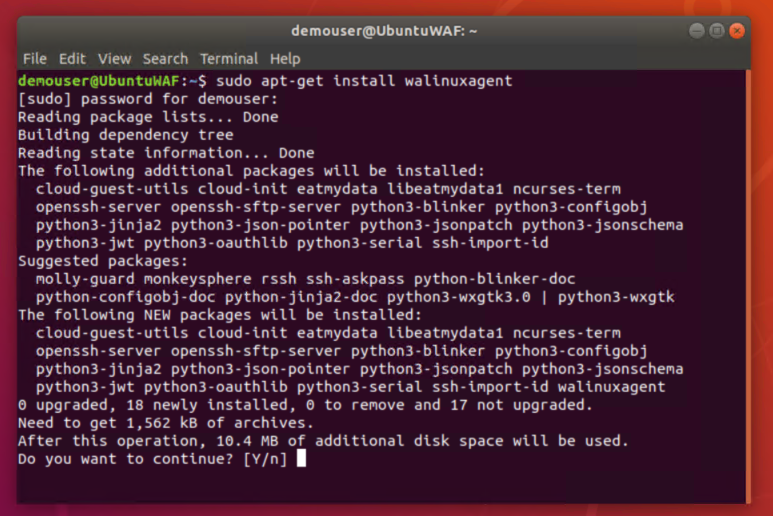 demouser@UbuntuWAF: ~
File Edit View Search Terminal Help
demouser@UbuntuWAF:~$ sudo apt-get install walinuxagent
[sudo] password for demouser:
Reading package lists... Done
Building dependency tree
Reading state information... Done
The following additional packages will be installed:
  cloud-guest-utils cloud-init eatmydata libeatmydata1 ncurses-term
  openssh-server openssh-sftp-server python3-blinker python3-configobj
  python3-jinja2 python3-json-pointer python3-jsonpatch python3-jsonschema
  python3-jwt python3-oauthlib python3-serial ssh-import-id
Suggested packages:
  molly-guard monkeysphere rssh ssh-askpass python-blinker-doc
  python-configobj-doc python-jinja2-doc python3-wxgtk3.0 | python3-wxgtk
The following NEW packages will be installed:
  cloud-guest-utils cloud-init eatmydata libeatmydata1 ncurses-term
  openssh-server openssh-sftp-server python3-blinker python3-configobj
  python3-jinja2 python3-json-pointer python3-jsonpatch python3-jsonschema
  python3-jwt python3-oauthlib python3-serial ssh-import-id walinuxagent
0 upgraded, 18 newly installed, 0 to remove and 17 not upgraded.
Need to get 1,562 kB of archives.
After this operation, 10.4 MB of additional disk space will be used.
Do you want to continue? [Y/n]